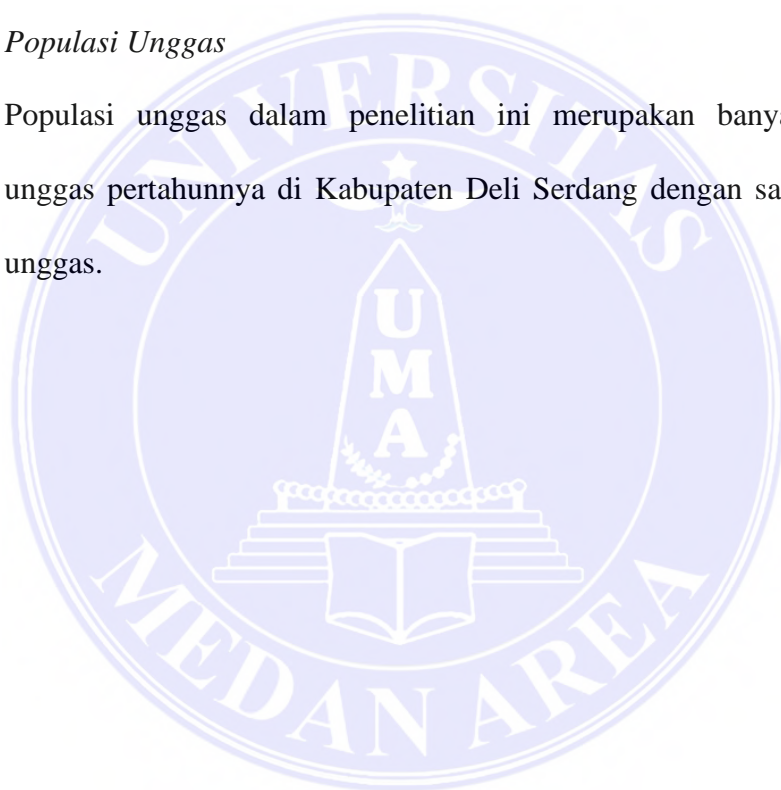 Populasi Unggas
Populasi unggas dalam penelitian ini merupakan
unggas pertahunnya di Kabupaten Deli Serdang dengan
unggas.
UNIVERSITAS
UMA
MEDAN AREA